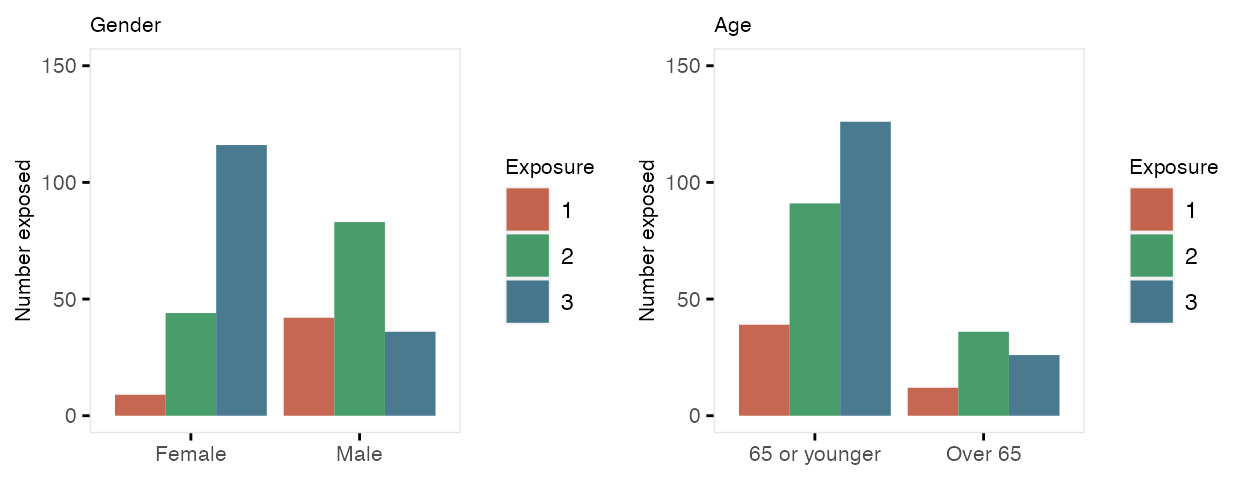 Gender
150
100
50
0
Number exposed
Female
Male
Exposure
1
2
3
Age
150
100
50
0
Number exposed
65 or younger
Over 65
Exposure
1
2
3